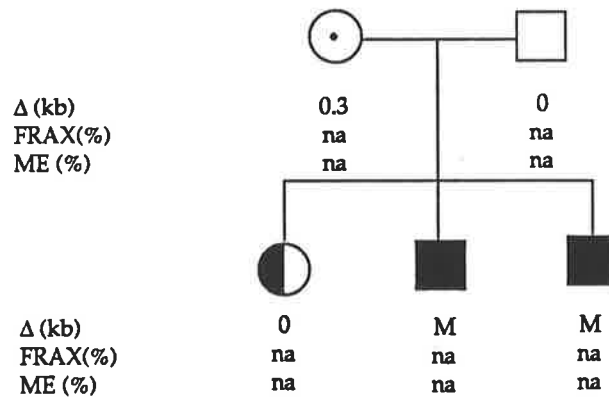 Δ (kb) 0.3 0
FRAX(%) na na
ME (%) na na
Δ (kb) 0 M M
FRAX(%) na na na
ME (%) na na na